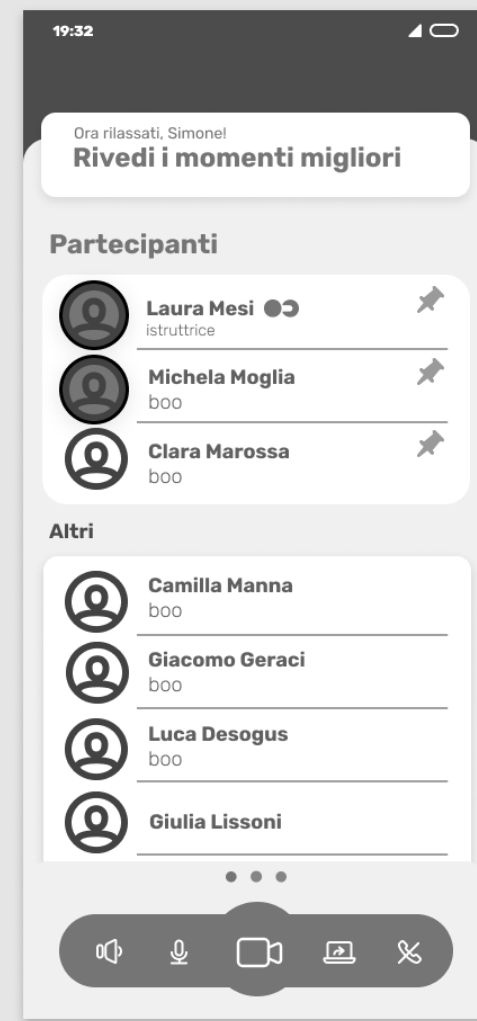 19:32
Ora rilassati, Simone!
Rivedi i momenti migliori
Partecipanti
Laura Mesi
istruttrice
Michela Moglia
boo
Clara Marossa
boo
Altri
Camilla Manna
boo
Giacomo Geraci
boo
Luca Desogus
boo
Giulia Lissoni